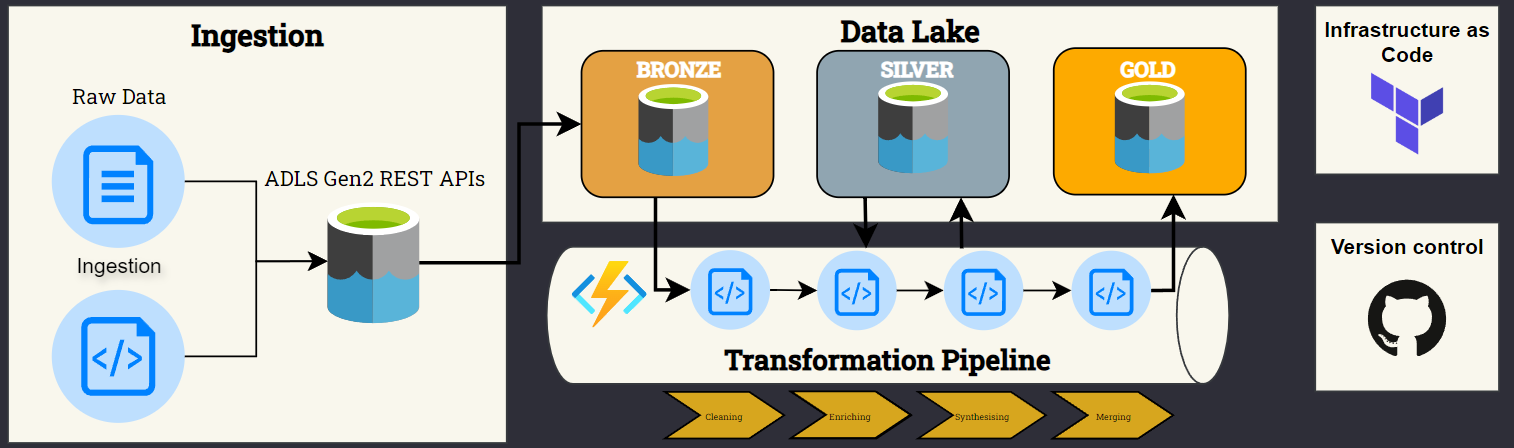 Ingestion
Raw Data
ADLS Gen2 REST APIs
Ingestion
</>
Data Lake
BRONZE
SILVER
GOLD
</>
</>
</>
</>
Transformation Pipeline
Cleaning
Enriching
Synthesising
Merging
Infrastructure as
Code
Version control